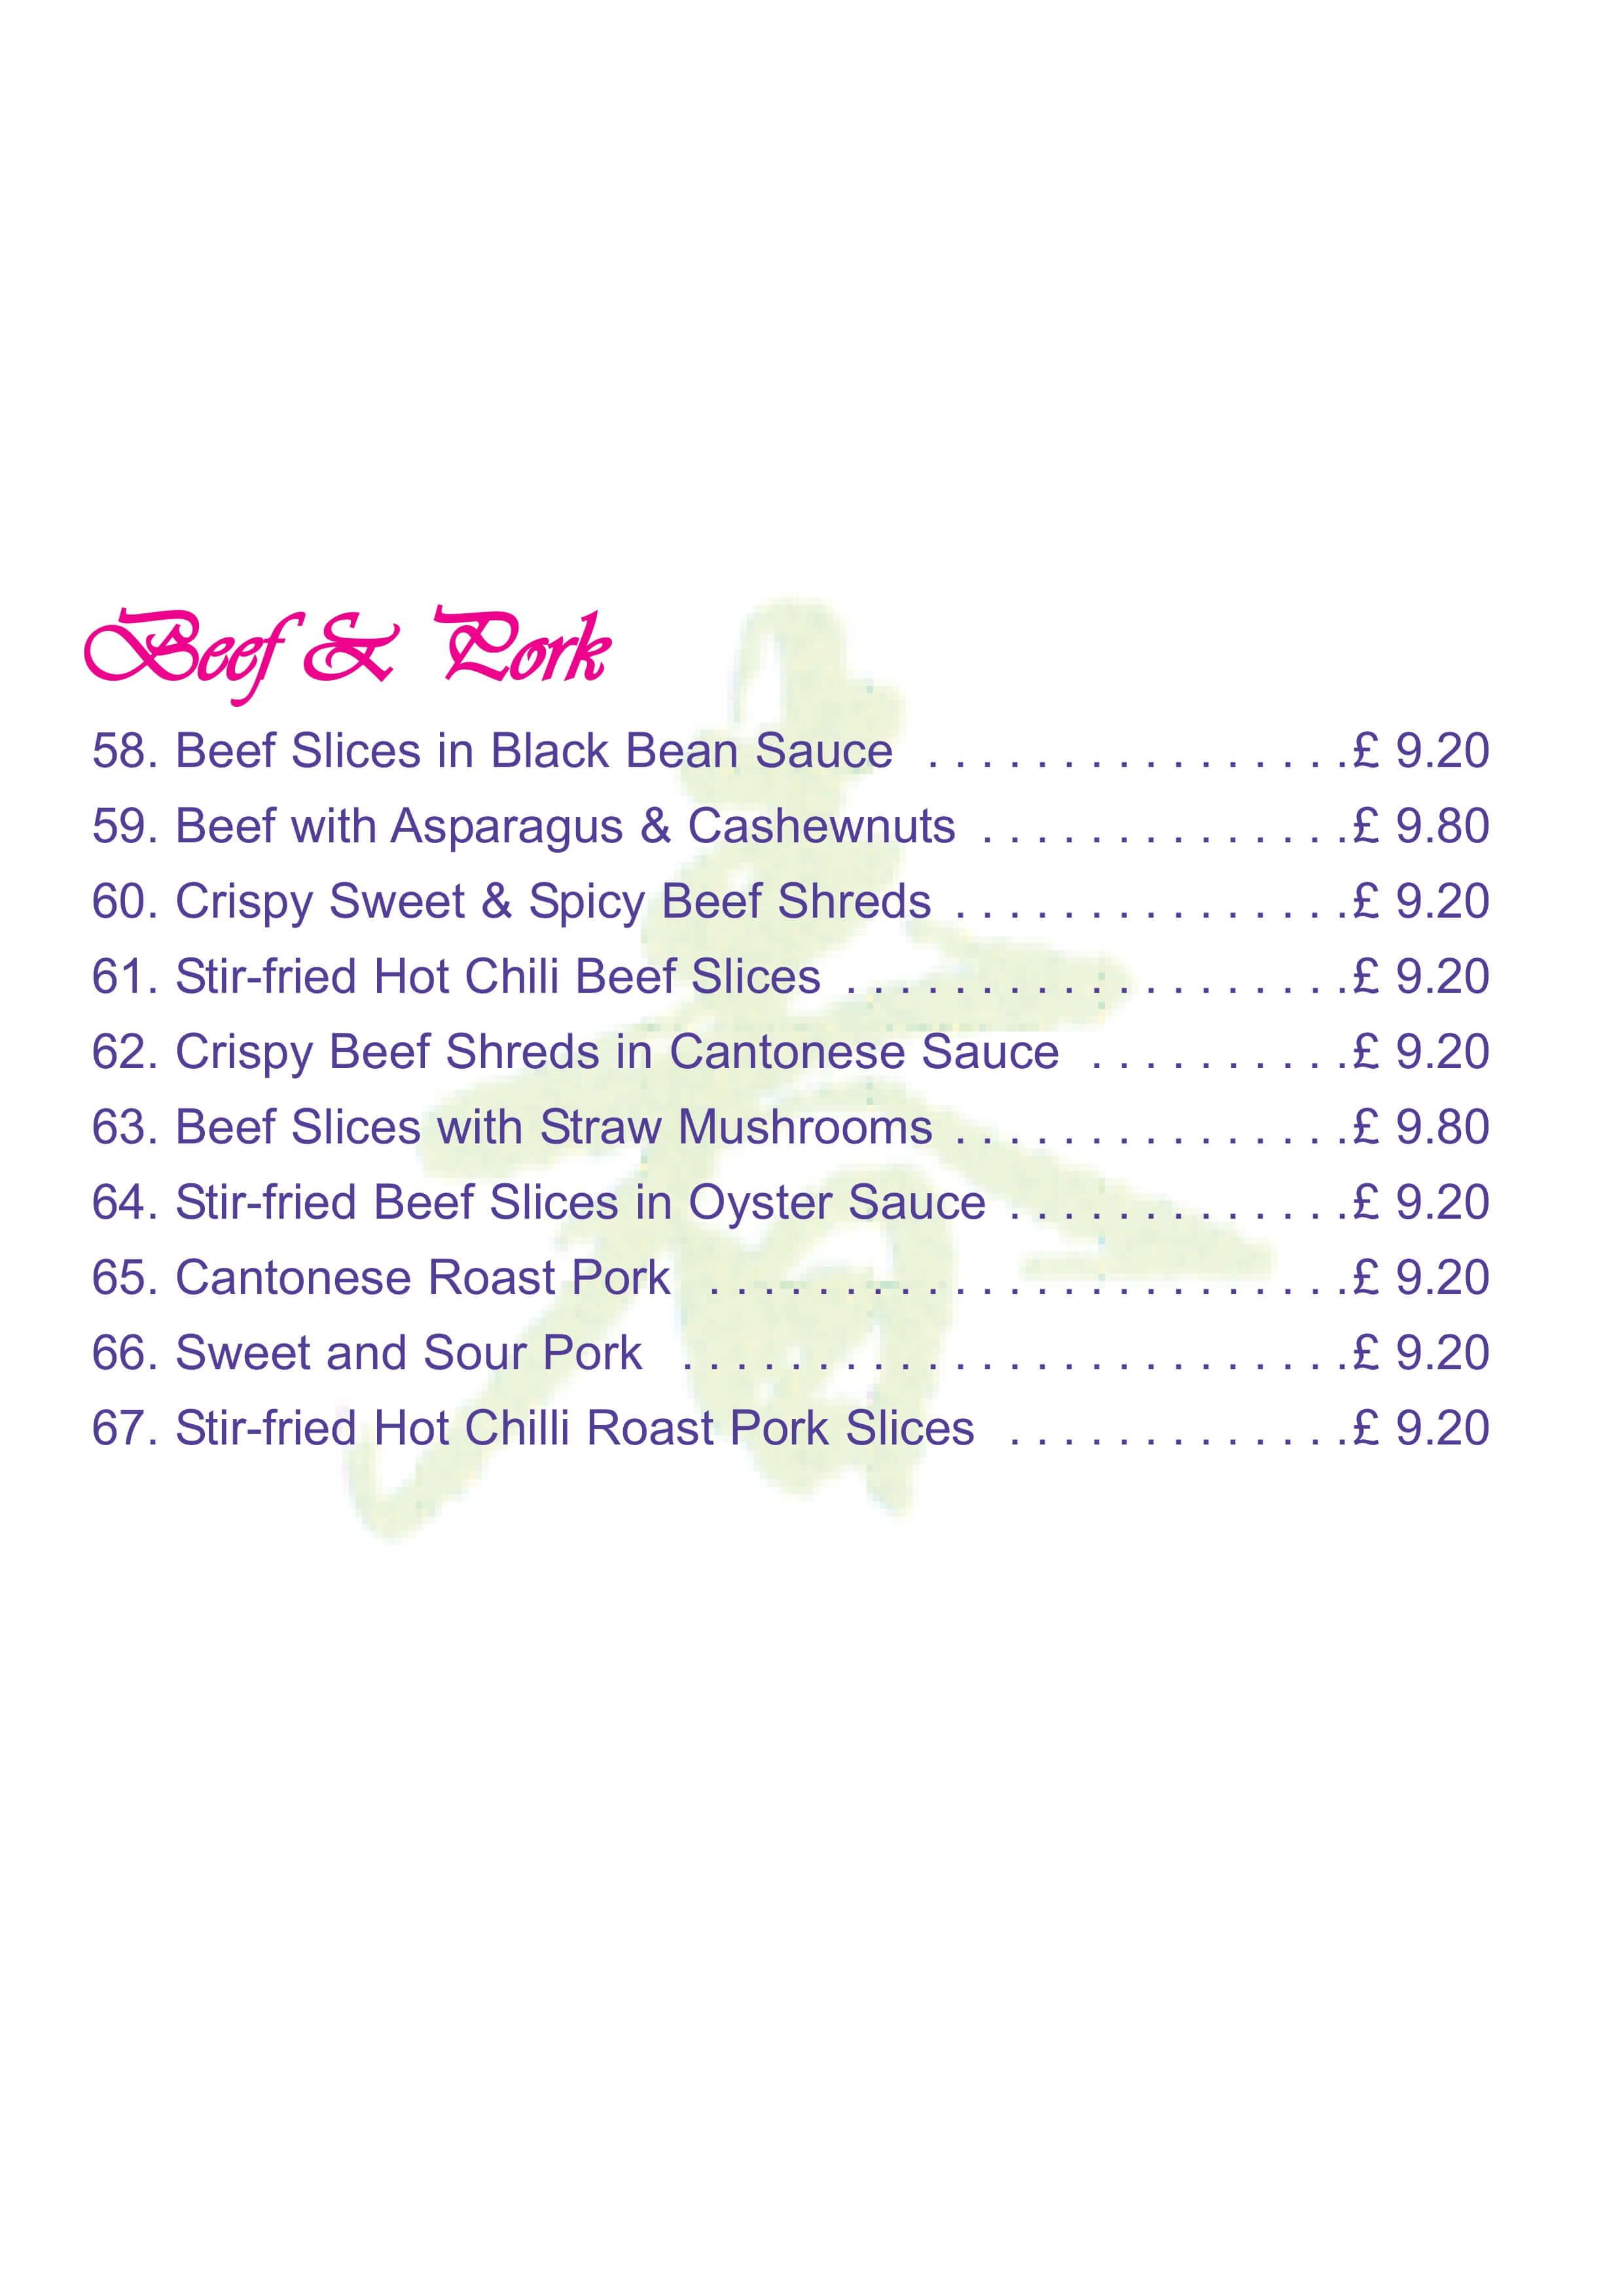 Beef & Pork
58. Beef Slices in Black Bean Sauce . . . . . . . . . . . . . . . .£ 9.20
59. Beef with Asparagus & Cashewnuts . . . . . . . . . . . . . .£ 9.80
60. Crispy Sweet & Spicy Beef Shreds . . . . . . . . . . . . . . .£ 9.20
61. Stir-fried Hot Chili Beef Slices . . . . . . . . . . . . . . . . . . .£ 9.20
62. Crispy Beef Shreds in Cantonese Sauce . . . . . . . . . .£ 9.20
63. Beef Slices with Straw Mushrooms . . . . . . . . . . . . . . .£ 9.80
64. Stir-fried Beef Slices in Oyster Sauce . . . . . . . . . . . . .£ 9.20
65. Cantonese Roast Pork . . . . . . . . . . . . . . . . . . . . . . . .£ 9.20
66. Sweet and Sour Pork . . . . . . . . . . . . . . . . . . . . . . . . .£ 9.20
67. Stir-fried Hot Chilli Roast Pork Slices . . . . . . . . . . . . .£ 9.20